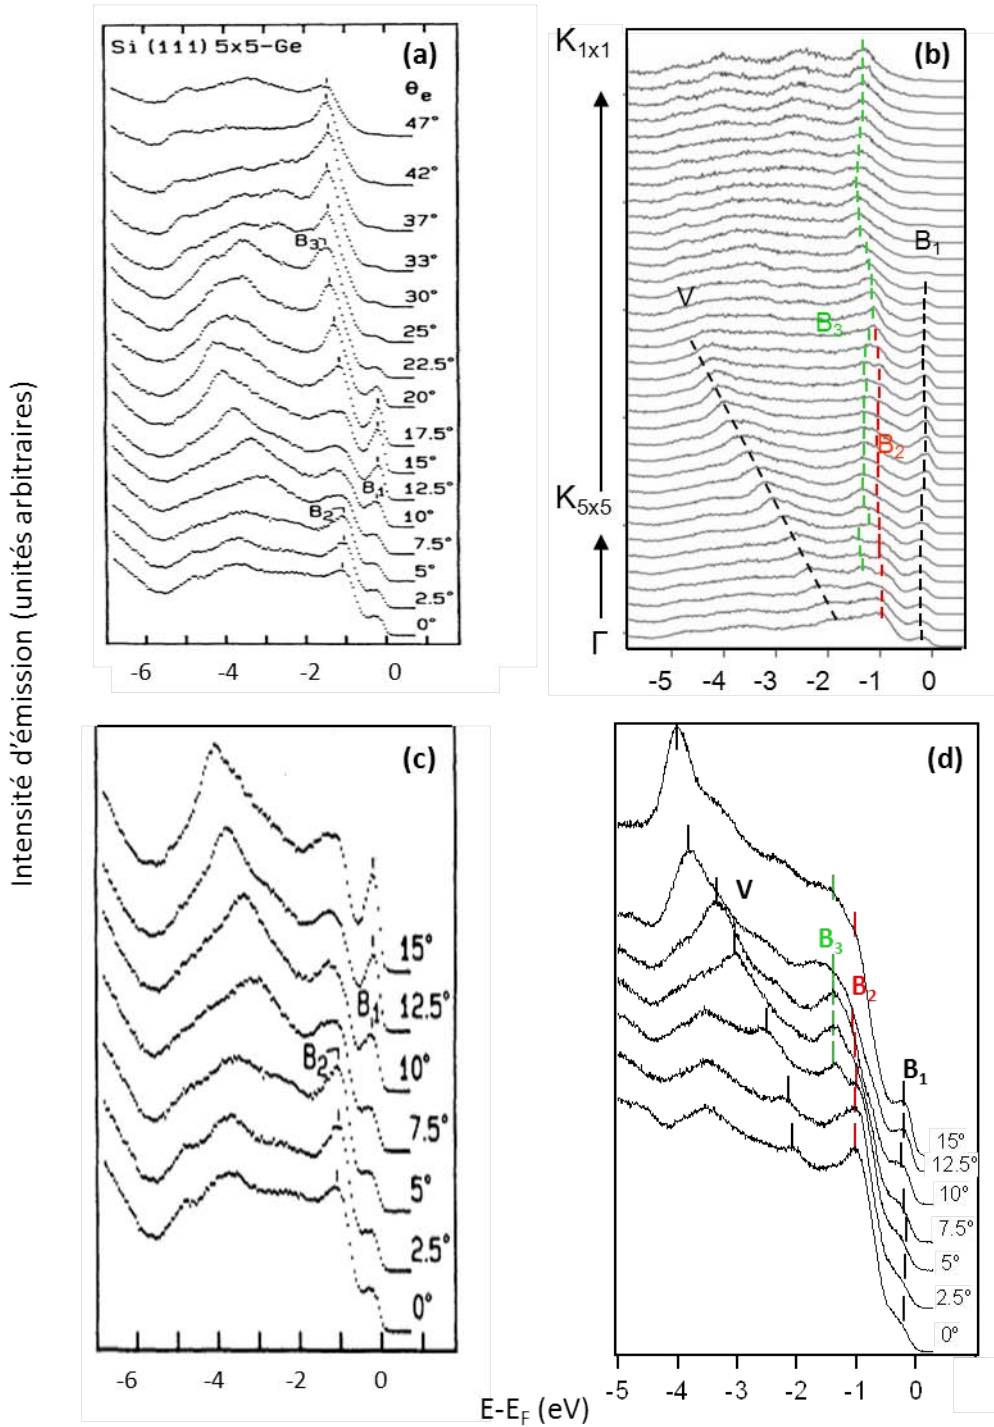 Intensité d'émission (unités arbitraires)
Si (111) 5x5-Ge
(a)
θe
47°
42°
37°
33°
30°
25°
22.5°
20°
17.5°
15°
12.5°
10°
7.5°
5°
2.5°
0°
B3
B1
B2
-6 -4 -2 0
(b)
K1x1
K5x5
Γ
V
B3
B2
B1
-5 -4 -3 -2 -1 0
(c)
15°
12.5°
10°
7.5°
5°
2.5°
0°
B1
B2
-6 -4 -2 0
(d)
V
B3
B2
B1
15°
12.5°
10°
7.5°
5°
2.5°
0°
-5 -4 -3 -2 -1 0
E-EF (eV)